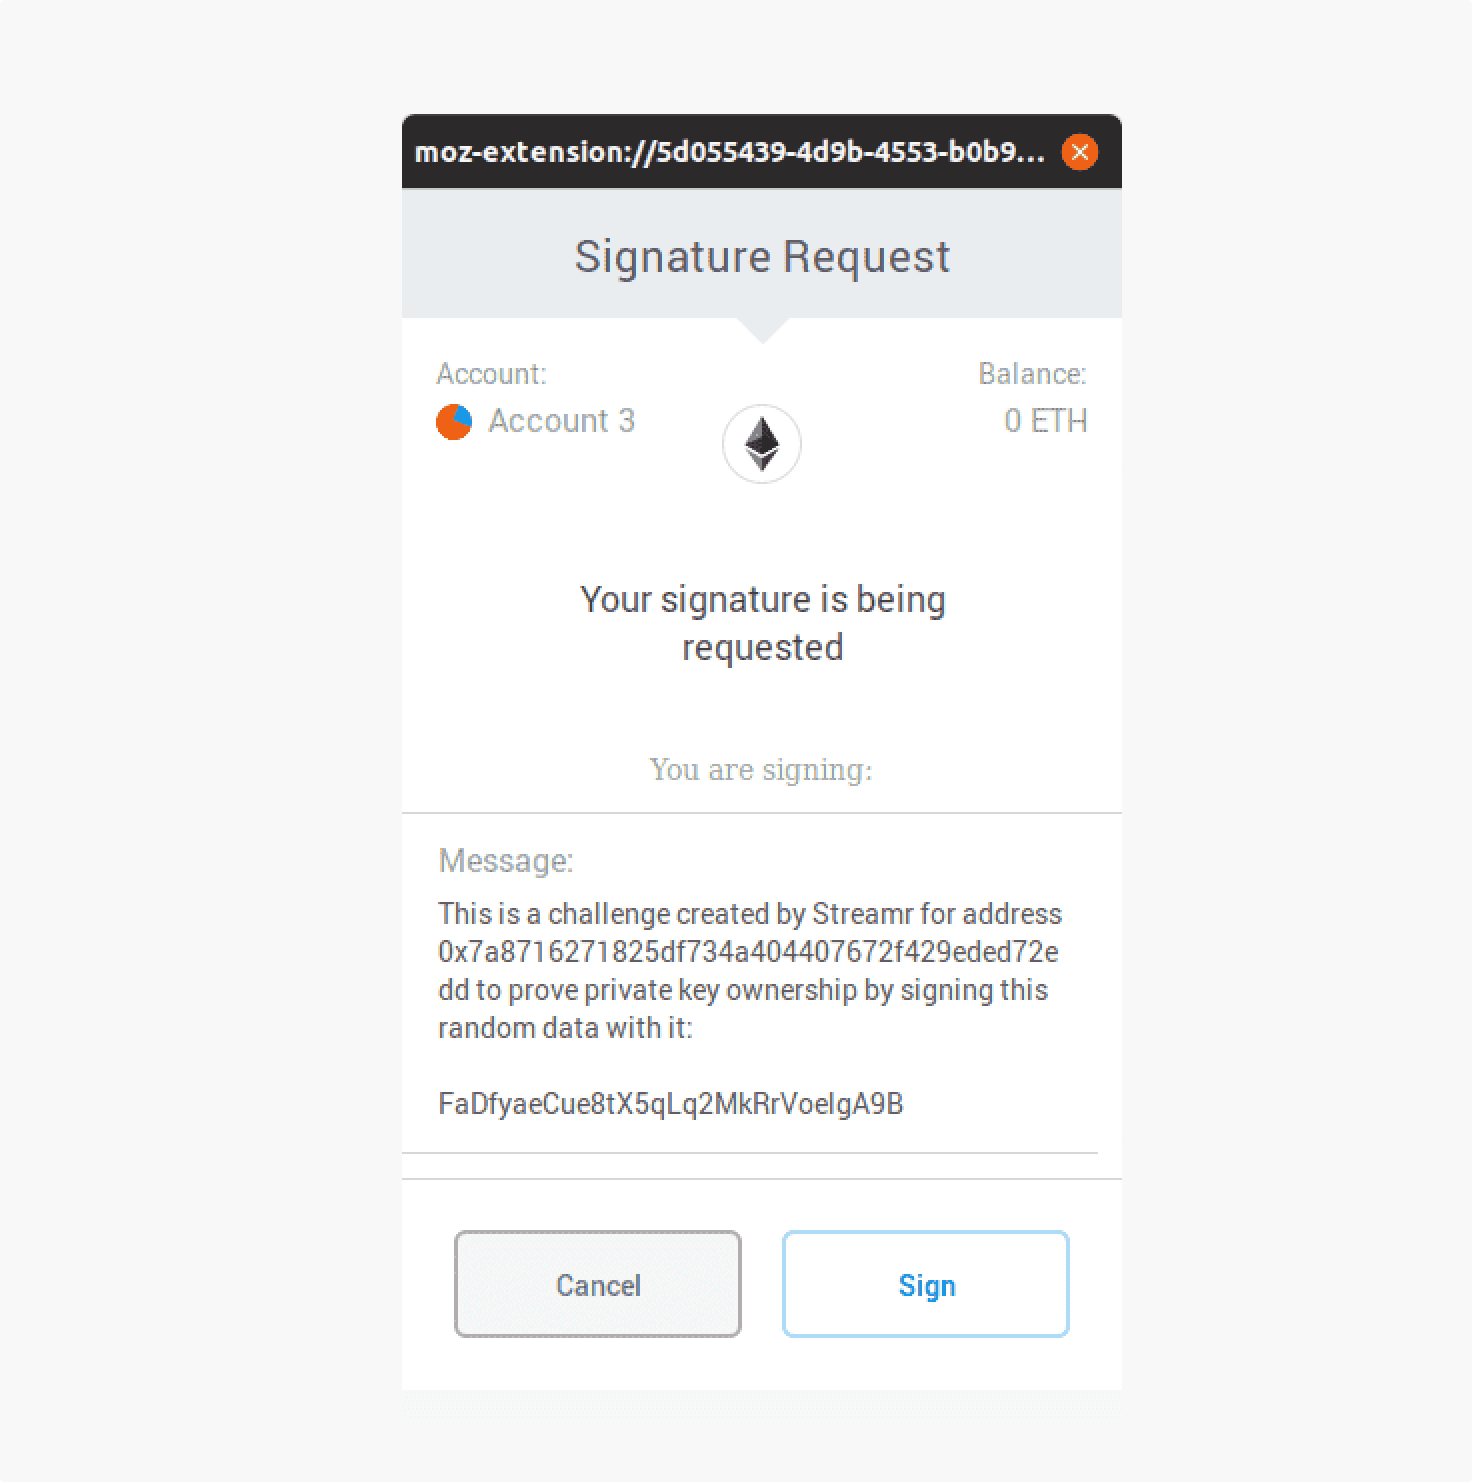 moz-extension://5d055439-4d9b-4553-b0b9...
Signature Request
Account:
Balance:
Account 3
0 ETH
Your signature is being
requested
You are signing:
Message:
This is a challenge created by Streamr for address
0x7a8716271825df734a404407672f429eded72e
dd to prove private key ownership by signing this
random data with it:
FaDfyaeCue8tX5qLq2MkRrVoelgA9B
Cancel
Sign